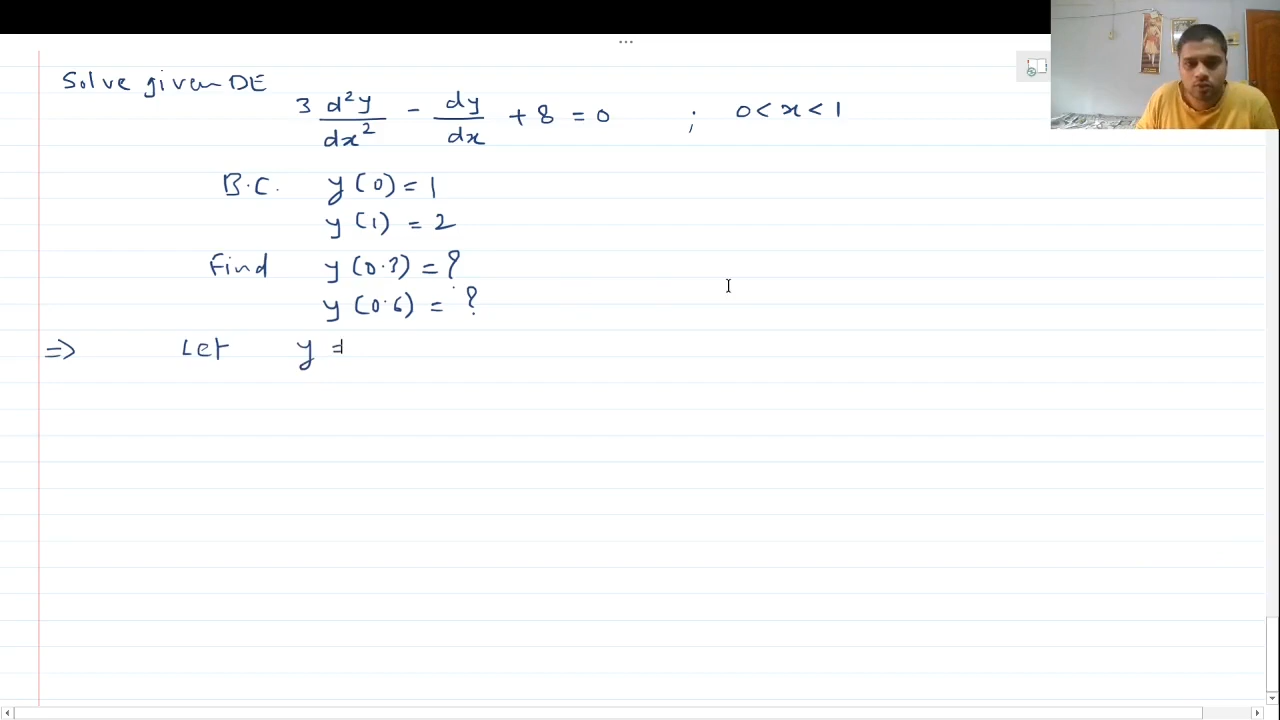 Solve given DE
3 d²y/dx² - dy/dx + 8 = 0 ; 0 < x < 1
B.C. y(0) = 1
y(1) = 2
Find y(0.3) = ?
y(0.6) = ?
=> Let y =